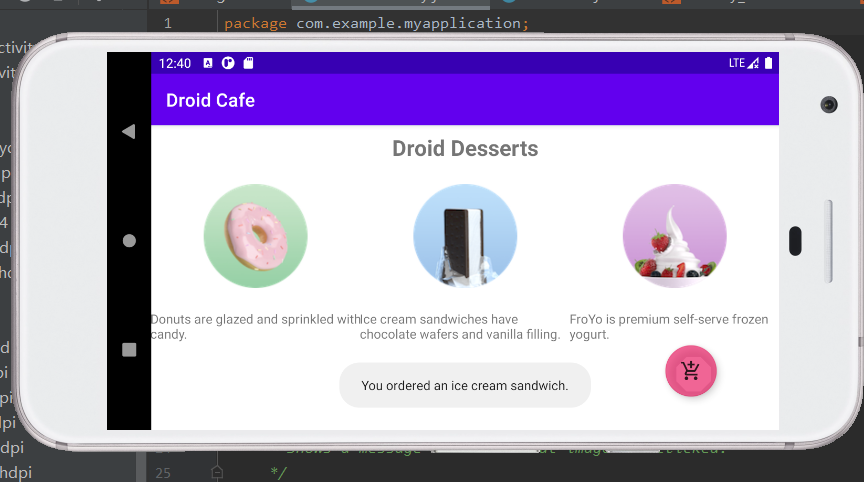 1 package com.example.myapplication;
12:40
LTE
Droid Cafe
Droid Desserts
Donuts are glazed and sprinkled with
candy.
Ice cream sandwiches have
chocolate wafers and vanilla filling.
FroYo is premium self-serve frozen
yogurt.
You ordered an ice cream sandwich.
25 */